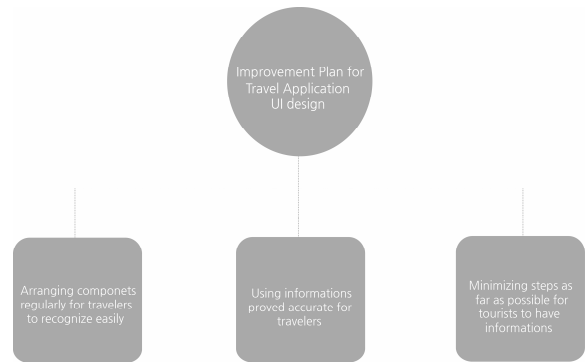 Improvement Plan for
Travel Application
UI design
Arranging componets
regularly for travelers
to recognize easily
Using informations
proved accurate for
travelers
Minimizing steps as
far as possible for
tourists to have
informations